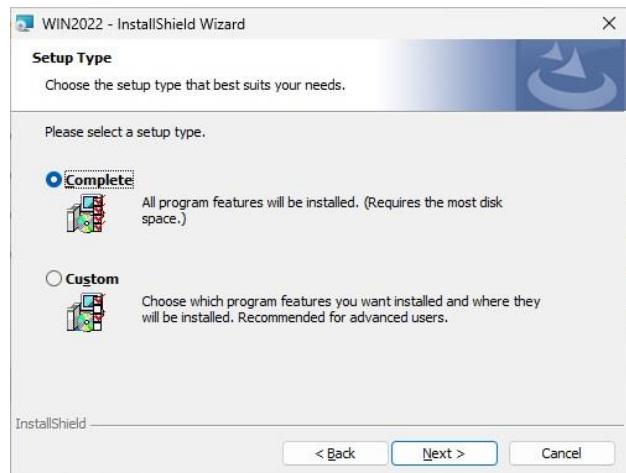 WIN2022 - InstallShield Wizard
Setup Type
Choose the setup type that best suits your needs.
Please select a setup type.
Complete
All program features will be installed. (Requires the most disk
space.)
Custom
Choose which program features you want installed and where they
will be installed. Recommended for advanced users.
InstallShield
< Back Next > Cancel